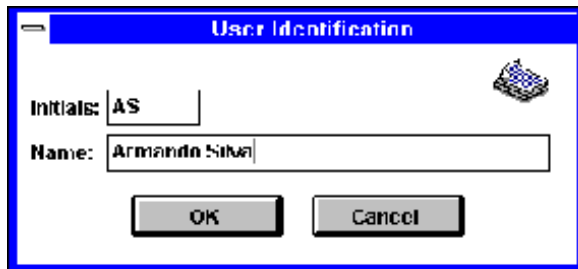 User Identification
Initials: AS
Name: Armando Silva
OK Cancel